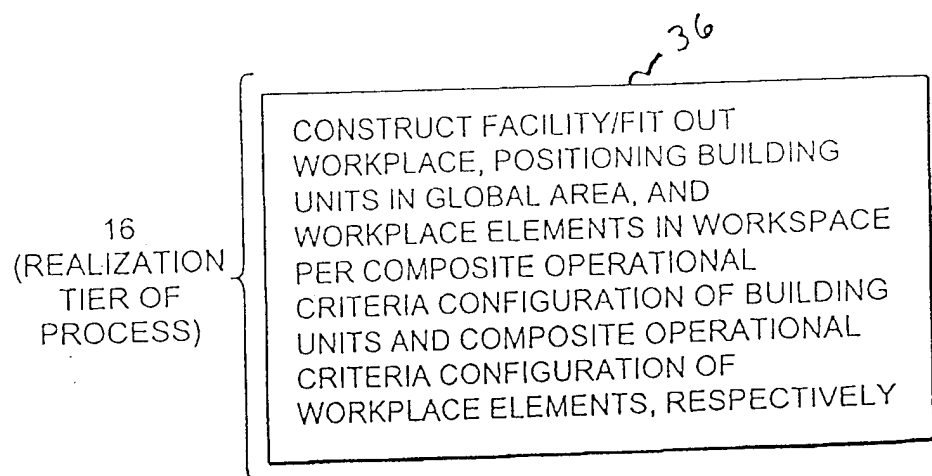 36
16
(REALIZATION
TIER OF
PROCESS)
CONSTRUCT FACILITY/FIT OUT
WORKPLACE, POSITIONING BUILDING
UNITS IN GLOBAL AREA, AND
WORKPLACE ELEMENTS IN WORKSPACE
PER COMPOSITE OPERATIONAL
CRITERIA CONFIGURATION OF BUILDING
UNITS AND COMPOSITE OPERATIONAL
CRITERIA CONFIGURATION OF
WORKPLACE ELEMENTS, RESPECTIVELY